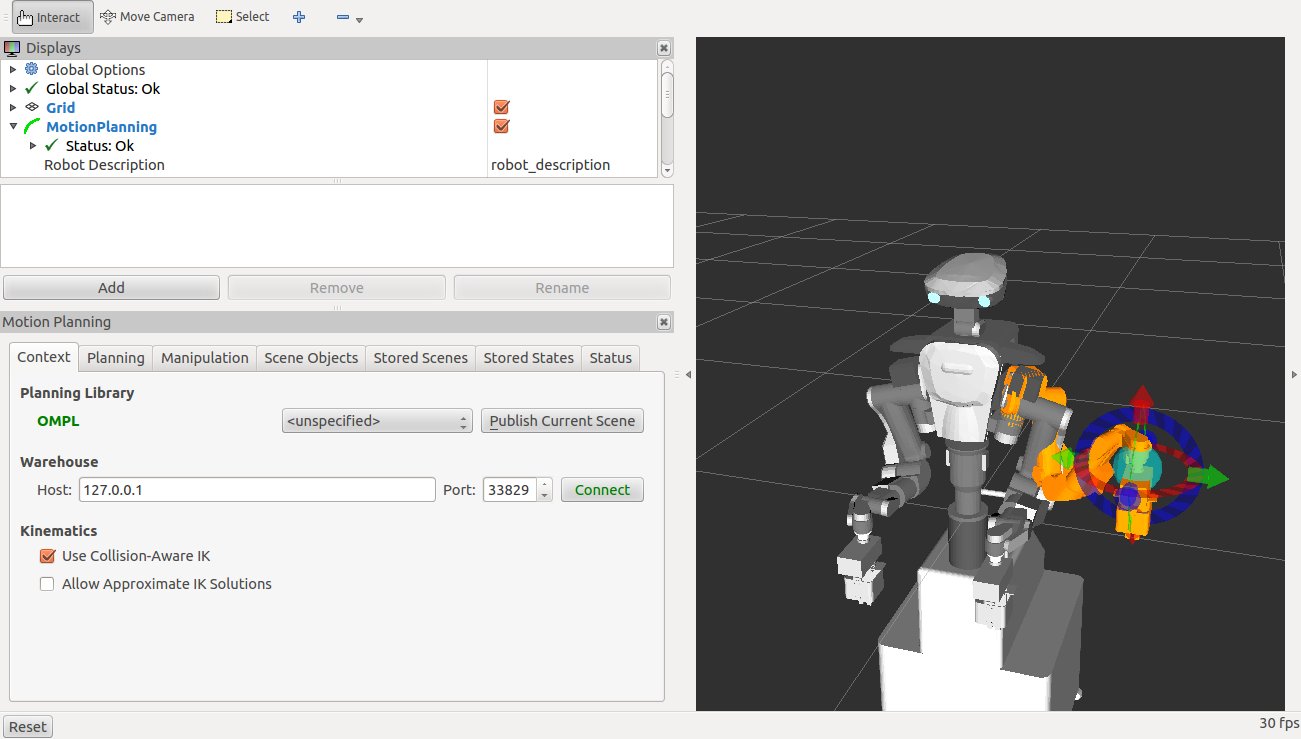 Interact Move Camera Select
Displays
Global Options
Global Status: Ok
Grid
MotionPlanning
Status: Ok
Robot Description robot_description
Add Remove Rename
Motion Planning
Context Planning Manipulation Scene Objects Stored Scenes Stored States Status
Planning Library
OMPL <unspecified> Publish Current Scene
Warehouse
Host: 127.0.0.1 Port: 33829 Connect
Kinematics
Use Collision-Aware IK
Allow Approximate IK Solutions
Reset 30 fps